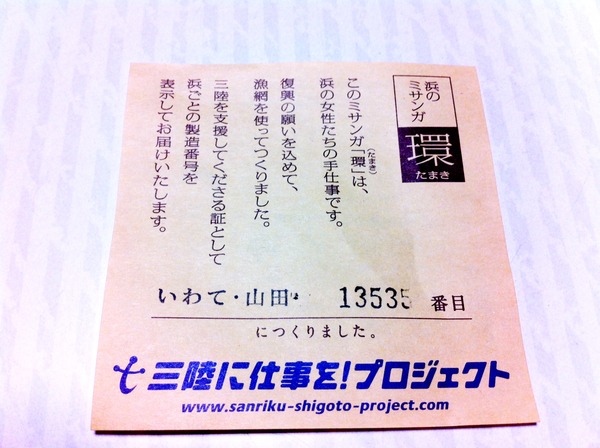 浜の
ミサンガ
環
たまき
このミサンガ「環」は、
(たまき)
浜の女性たちの手仕事です。
復興の願いを込めて、
漁網を使ってつくりました。
三陸を支援してくださる証として
浜ごとの製造番号を
表示してお届けいたします。
いわて・山田 13535 番目
につくりました。
三陸に仕事を!プロジェクト
www.sanriku-shigoto-project.com